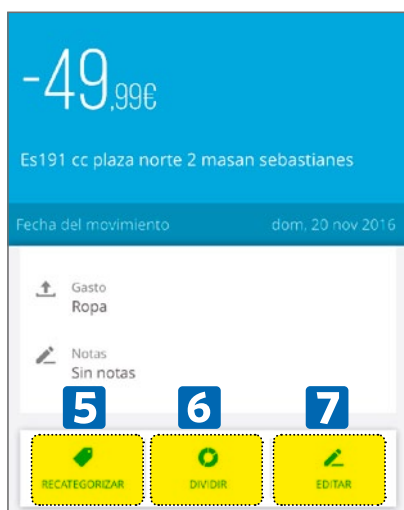 -49,99€
Es191 cc plaza norte 2 masan sebastianes
Fecha del movimiento dom, 20 nov 2016
Gasto
Ropa
Notas
Sin notas
5 6 7
RECATEGORIZAR DIVIDIR EDITAR